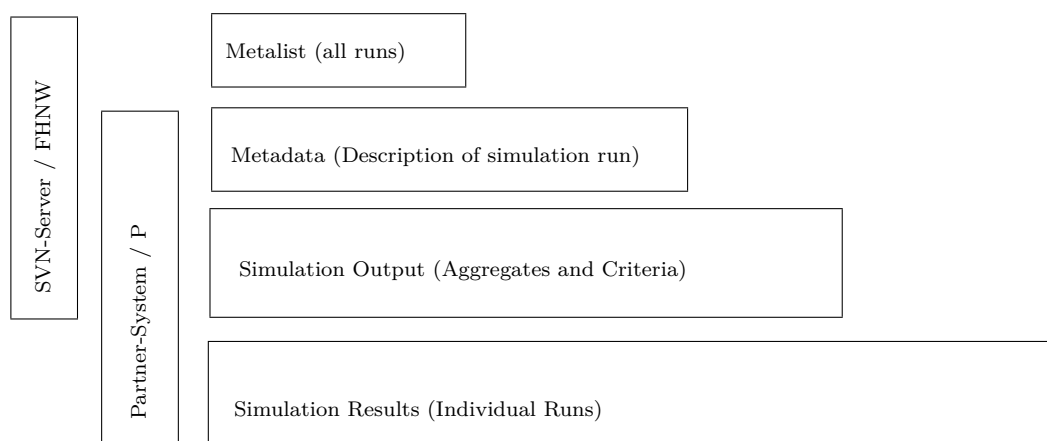 SVN-Server / FHNW
Partner-System / P
Metalist (all runs)
Metadata (Description of simulation run)
Simulation Output (Aggregates and Criteria)
Simulation Results (Individual Runs)